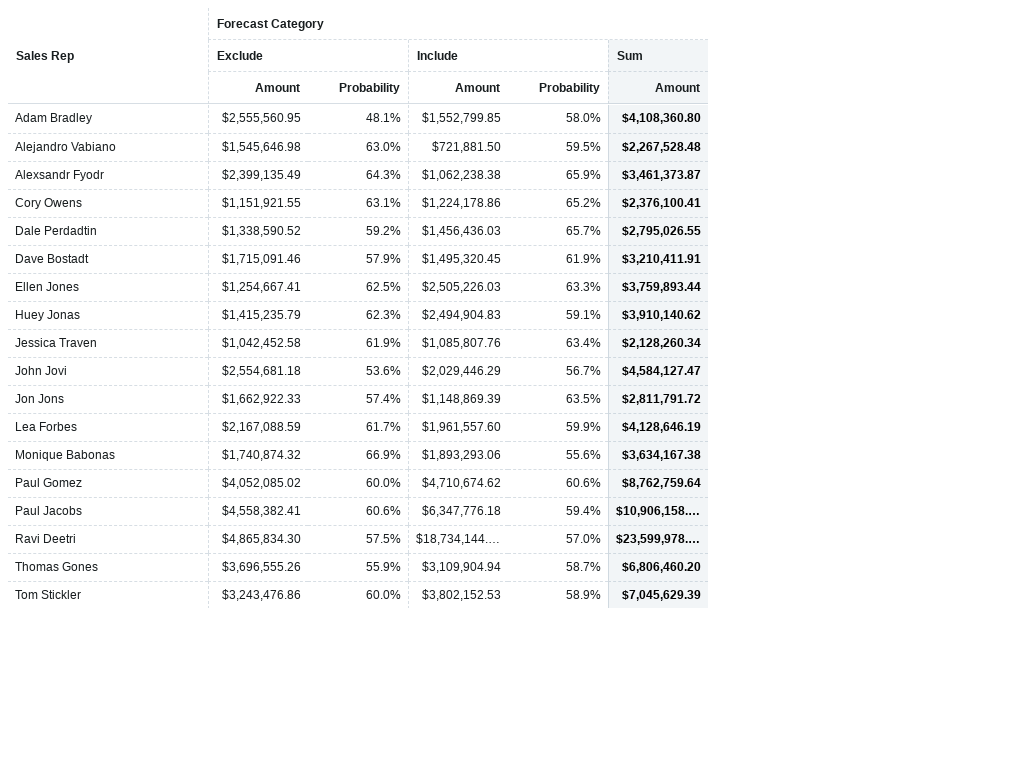 Forecast Category
Sales Rep Exclude Include Sum
Amount Probability Amount Probability Amount
Adam Bradley $2,555,560.95 48.1% $1,552,799.85 58.0% $4,108,360.80
Alejandro Vabiano $1,545,646.98 63.0% $721,881.50 59.5% $2,267,528.48
Alexsandr Fyodr $2,399,135.49 64.3% $1,062,238.38 65.9% $3,461,373.87
Cory Owens $1,151,921.55 63.1% $1,224,178.86 65.2% $2,376,100.41
Dale Perdadtin $1,338,590.52 59.2% $1,456,436.03 65.7% $2,795,026.55
Dave Bostadt $1,715,091.46 57.9% $1,495,320.45 61.9% $3,210,411.91
Ellen Jones $1,254,667.41 62.5% $2,505,226.03 63.3% $3,759,893.44
Huey Jonas $1,415,235.79 62.3% $2,494,904.83 59.1% $3,910,140.62
Jessica Traven $1,042,452.58 61.9% $1,085,807.76 63.4% $2,128,260.34
John Jovi $2,554,681.18 53.6% $2,029,446.29 56.7% $4,584,127.47
Jon Jons $1,662,922.33 57.4% $1,148,869.39 63.5% $2,811,791.72
Lea Forbes $2,167,088.59 61.7% $1,961,557.60 59.9% $4,128,646.19
Monique Babonas $1,740,874.32 66.9% $1,893,293.06 55.6% $3,634,167.38
Paul Gomez $4,052,085.02 60.0% $4,710,674.62 60.6% $8,762,759.64
Paul Jacobs $4,558,382.41 60.6% $6,347,776.18 59.4% $10,906,158....
Ravi Deetri $4,865,834.30 57.5% $18,734,144.... 57.0% $23,599,978....
Thomas Gones $3,696,555.26 55.9% $3,109,904.94 58.7% $6,806,460.20
Tom Stickler $3,243,476.86 60.0% $3,802,152.53 58.9% $7,045,629.39